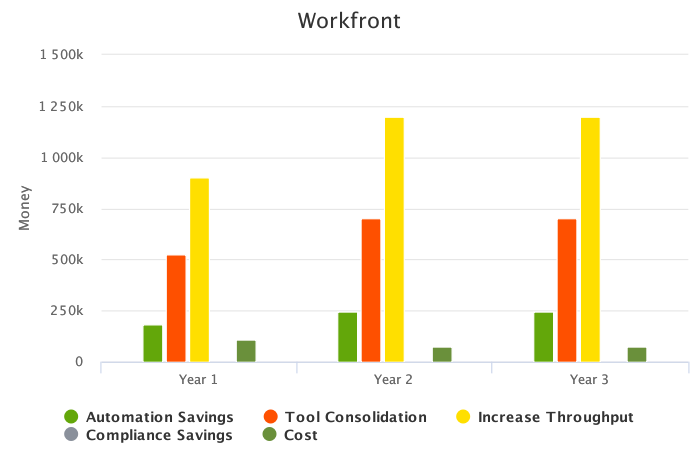 Workfront
1 500k
1 250k
1 000k
750k
500k
250k
0
Money
Year 1
Year 2
Year 3
Automation Savings
Tool Consolidation
Increase Throughput
Compliance Savings
Cost